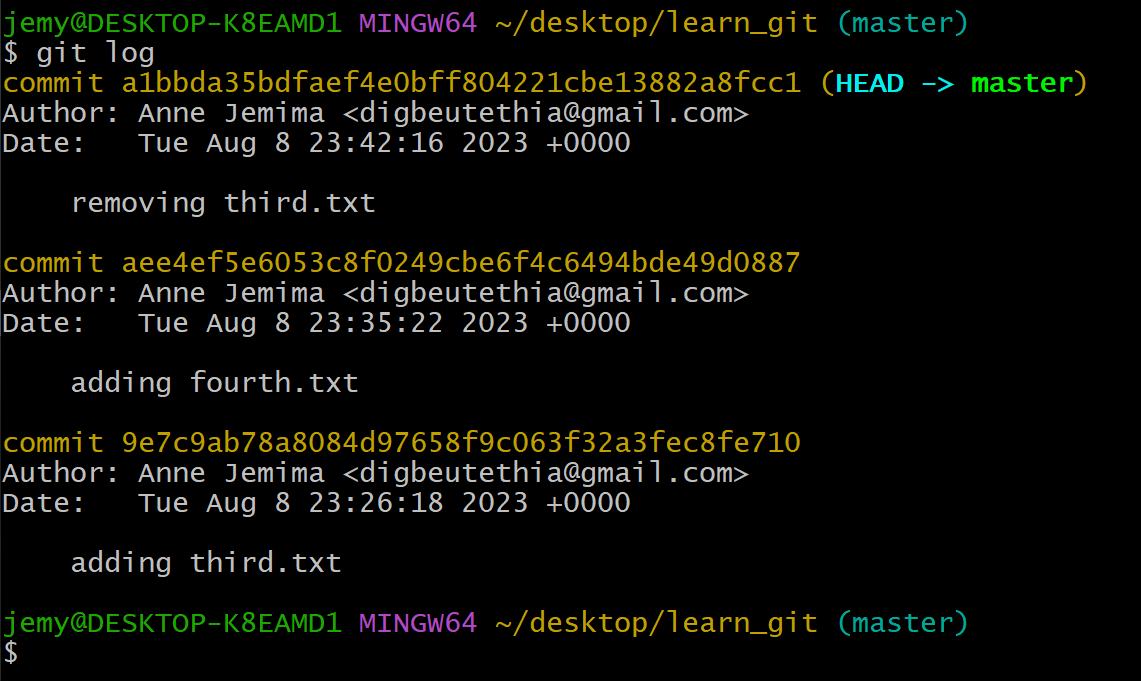 jemy@DESKTOP-K8EAMD1 MINGW64 ~/desktop/learn_git (master)
$ git log
commit a1bbda35bdfaef4e0bff804221cbe13882a8fcc1 (HEAD -> master)
Author: Anne Jemima <digbeutethia@gmail.com>
Date:   Tue Aug 8 23:42:16 2023 +0000
    removing third.txt
commit aee4ef5e6053c8f0249cbe6f4c6494bde49d0887
Author: Anne Jemima <digbeutethia@gmail.com>
Date:   Tue Aug 8 23:35:22 2023 +0000
    adding fourth.txt
commit 9e7c9ab78a8084d97658f9c063f32a3fec8fe710
Author: Anne Jemima <digbeutethia@gmail.com>
Date:   Tue Aug 8 23:26:18 2023 +0000
    adding third.txt
jemy@DESKTOP-K8EAMD1 MINGW64 ~/desktop/learn_git (master)
$